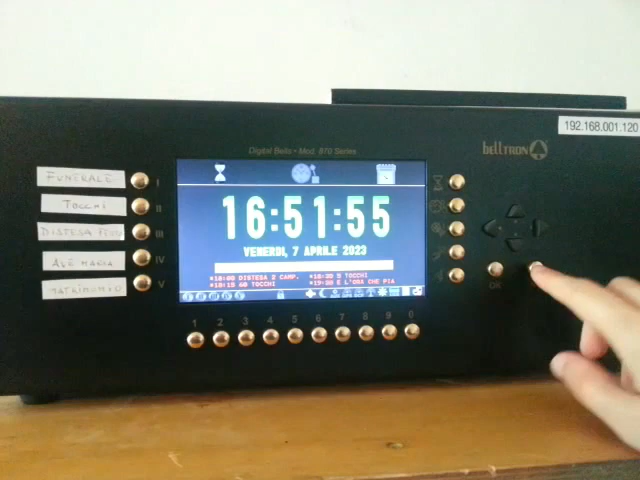 192.168.001.120
Digital Bells - Mod. 870 Series
bellTRON
FUNERALE I
TOCCHI II
DISTESA
AVE MARIA IV
MATRIMONIO V
III
16:51:55
VENERDI, 7 APRILE 2023
*18:00 DISTESA 2 CAMP.
*18:30 5 TOCCHI
*19:15 60 TOCCHI
*19:20 E L'ORA CHE PIA
OK
1 2 3 4 5 6 7 8 9 0